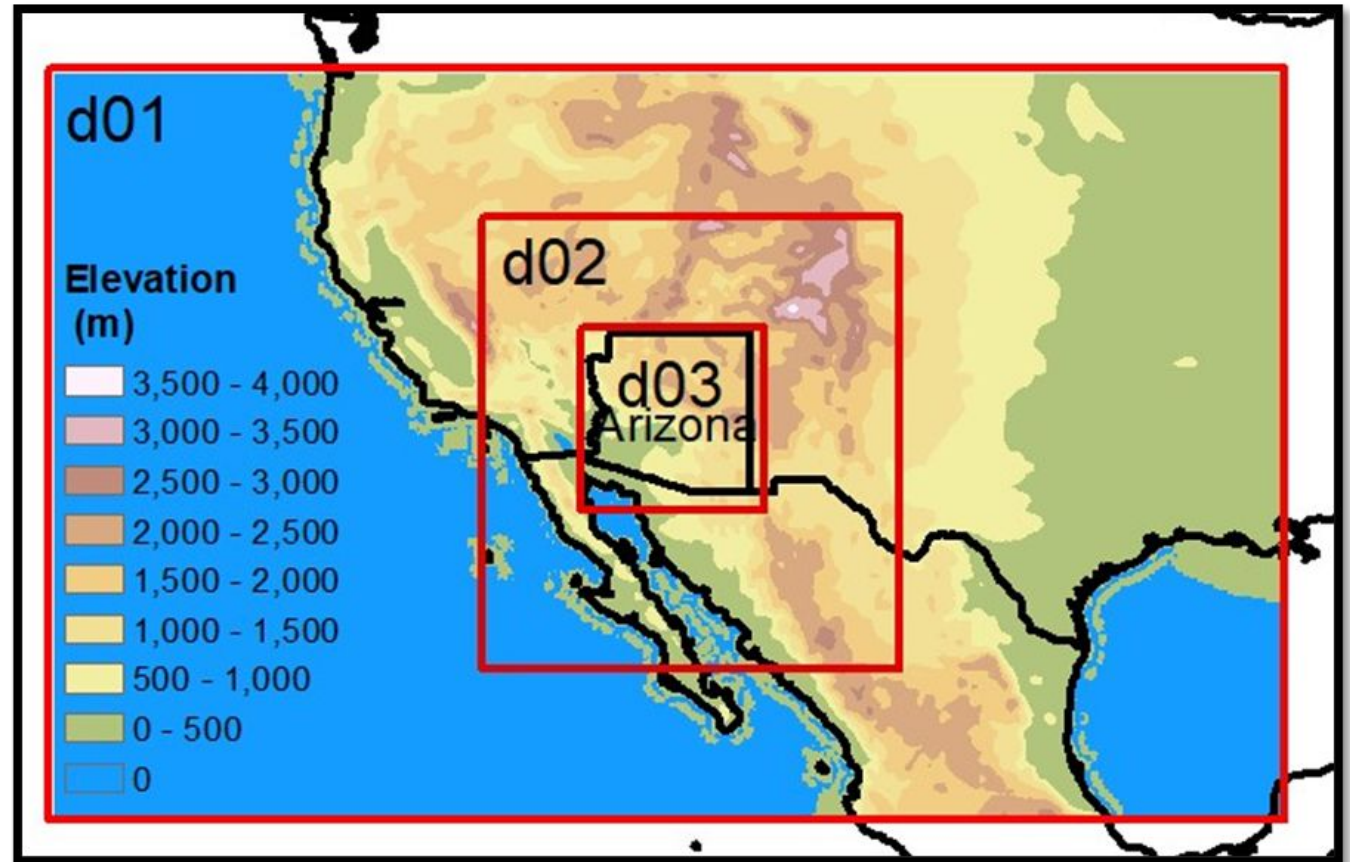 d01
d02
d03
Arizona
Elevation
(m)
3,500 - 4,000
3,000 - 3,500
2,500 - 3,000
2,000 - 2,500
1,500 - 2,000
1,000 - 1,500
500 - 1,000
0 - 500
0